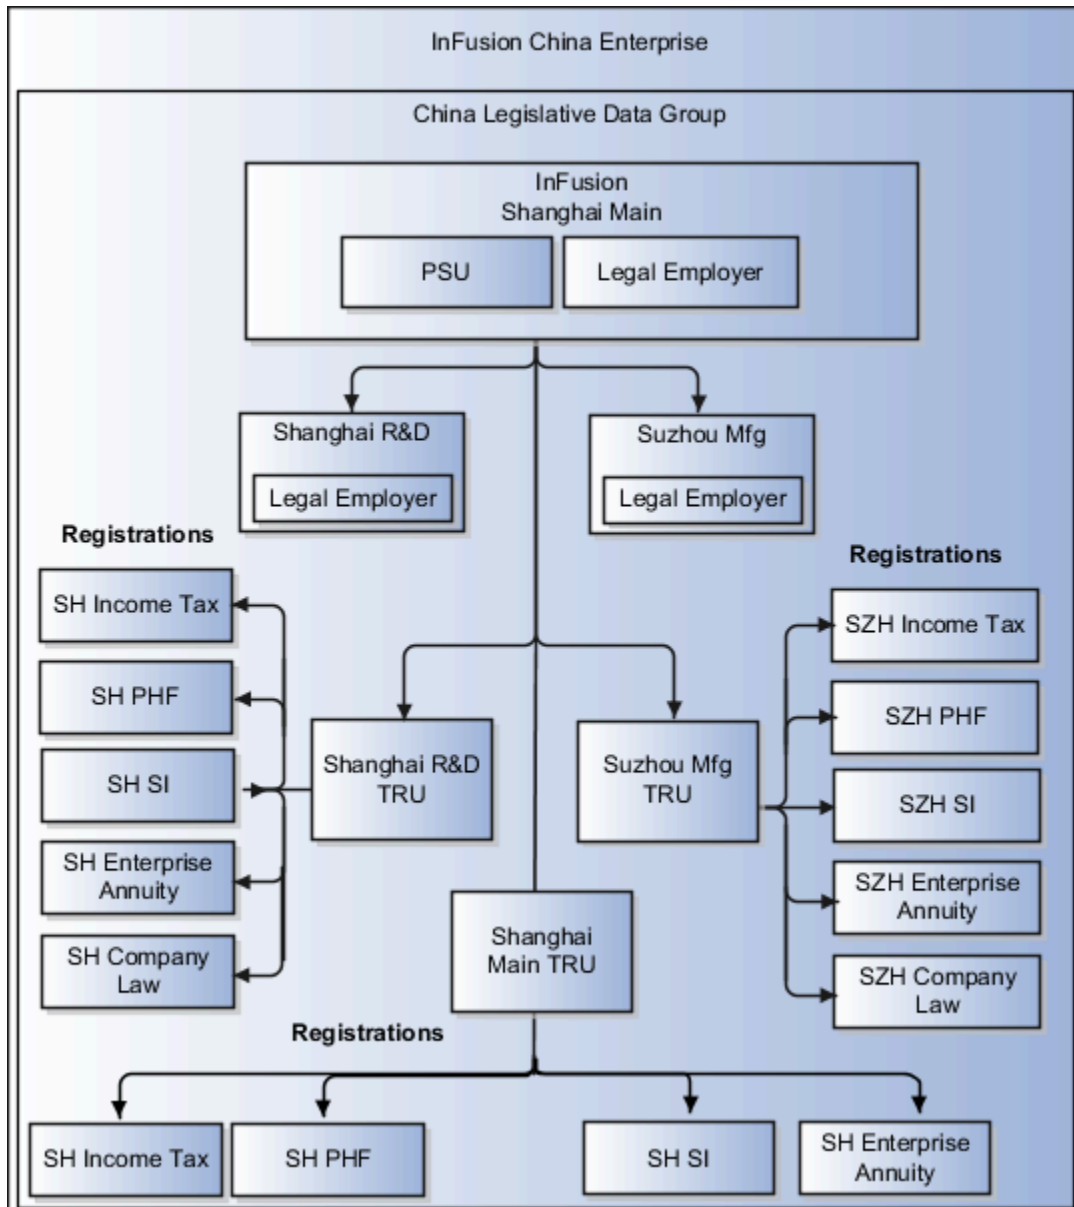 InFusion China Enterprise
China Legislative Data Group
InFusion
Shanghai Main
PSU
Legal Employer
Shanghai R&D
Legal Employer
Suzhou Mfg
Legal Employer
Registrations
SH Income Tax
SH PHF
SH SI
SH Enterprise
Annuity
SH Company
Law
Shanghai R&D
TRU
Suzhou Mfg
TRU
Registrations
SZH Income Tax
SZH PHF
SZH SI
SZH Enterprise
Annuity
SZH Company
Law
Shanghai
Main TRU
Registrations
SH Income Tax
SH PHF
SH SI
SH Enterprise
Annuity